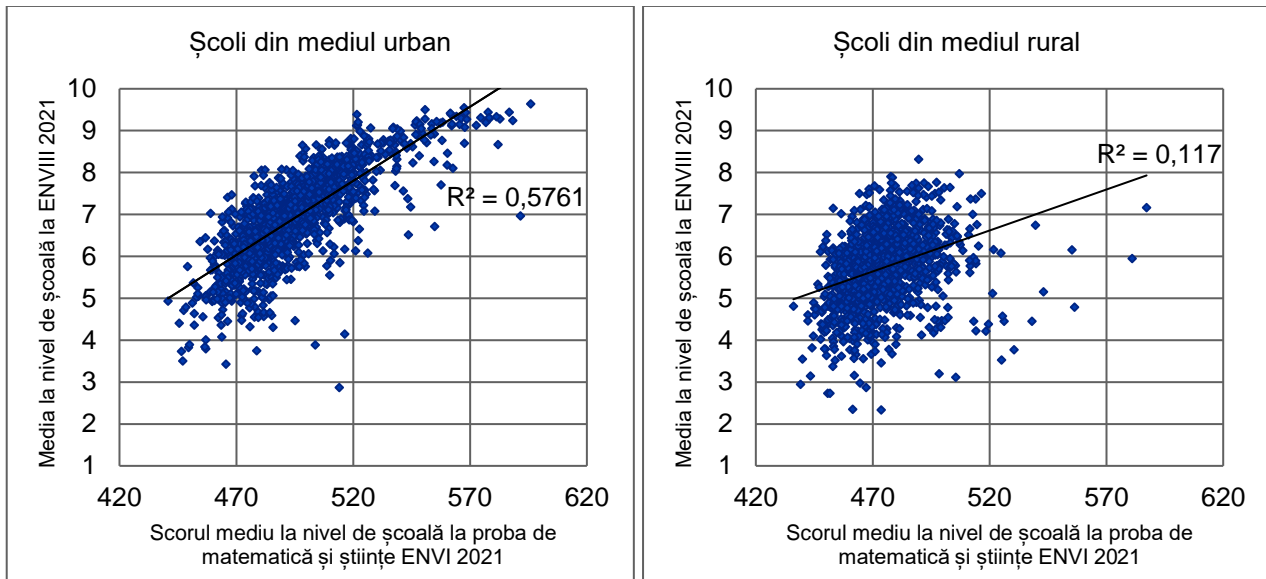 Școli din mediul urban
Media la nivel de școală la ENVIII 2021
10
9
8
7
6
5
4
3
2
1
R² = 0,5761
420 470 520 570 620
Scorul mediu la nivel de școală la proba de
matematică și științe ENVI 2021
Școli din mediul rural
Media la nivel de școală la ENVIII 2021
10
9
8
7
6
5
4
3
2
1
R² = 0,117
420 470 520 570 620
Scorul mediu la nivel de școală la proba de
matematică și științe ENVI 2021